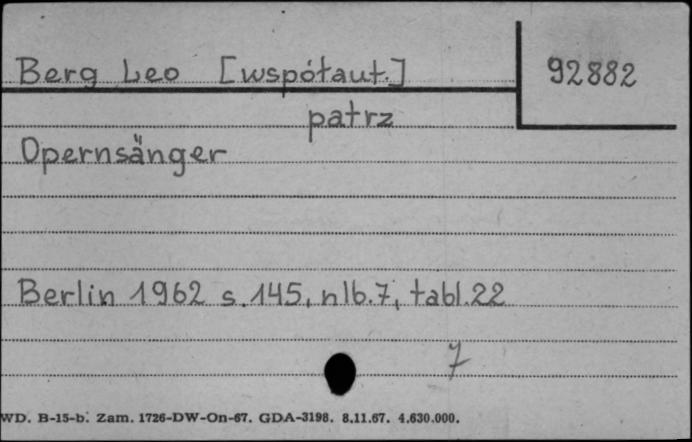 Berg Leo [współaut.] 92882
patrz
Opernsänger
Berlin 1962 s. 145, nlb. 7, tabl. 22
7
WD. B-15-b. Zam. 1726-DW-On-67. GDA-3198. 8.11.67. 4.630.000.